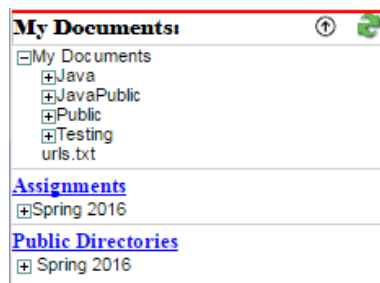 My Documents:
My Documents
Java
JavaPublic
Public
Testing
urls.txt
Assignments
Spring 2016
Public Directories
Spring 2016